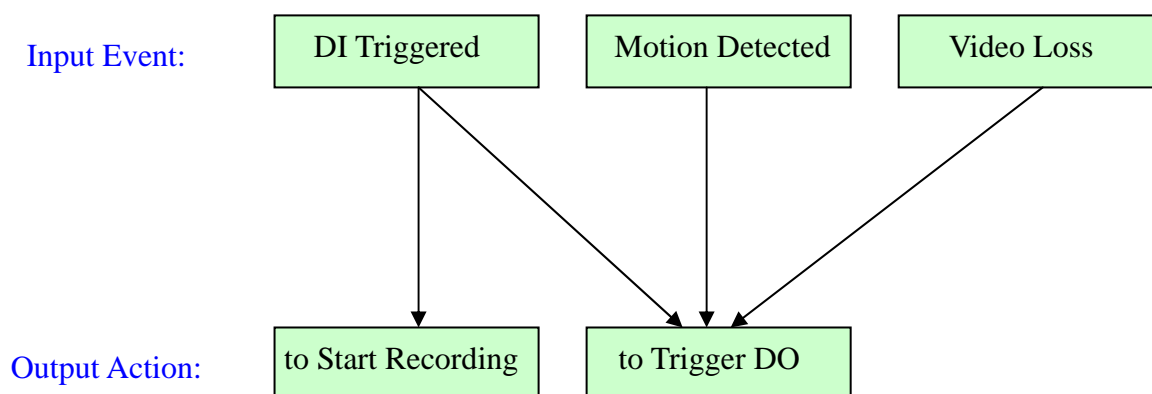 Input Event:
DI Triggered
Motion Detected
Video Loss
Output Action:
to Start Recording
to Trigger DO